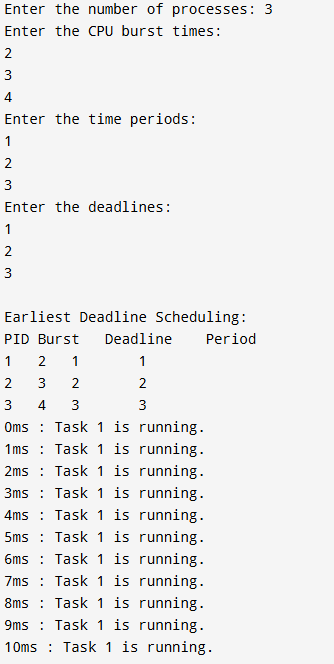 Enter the number of processes: 3
Enter the CPU burst times:
2
3
4
Enter the time periods:
1
2
3
Enter the deadlines:
1
2
3

Earliest Deadline Scheduling:
PID Burst   Deadline    Period
1   2   1       1
2   3   2       2
3   4   3       3
0ms : Task 1 is running.
1ms : Task 1 is running.
2ms : Task 1 is running.
3ms : Task 1 is running.
4ms : Task 1 is running.
5ms : Task 1 is running.
6ms : Task 1 is running.
7ms : Task 1 is running.
8ms : Task 1 is running.
9ms : Task 1 is running.
10ms : Task 1 is running.